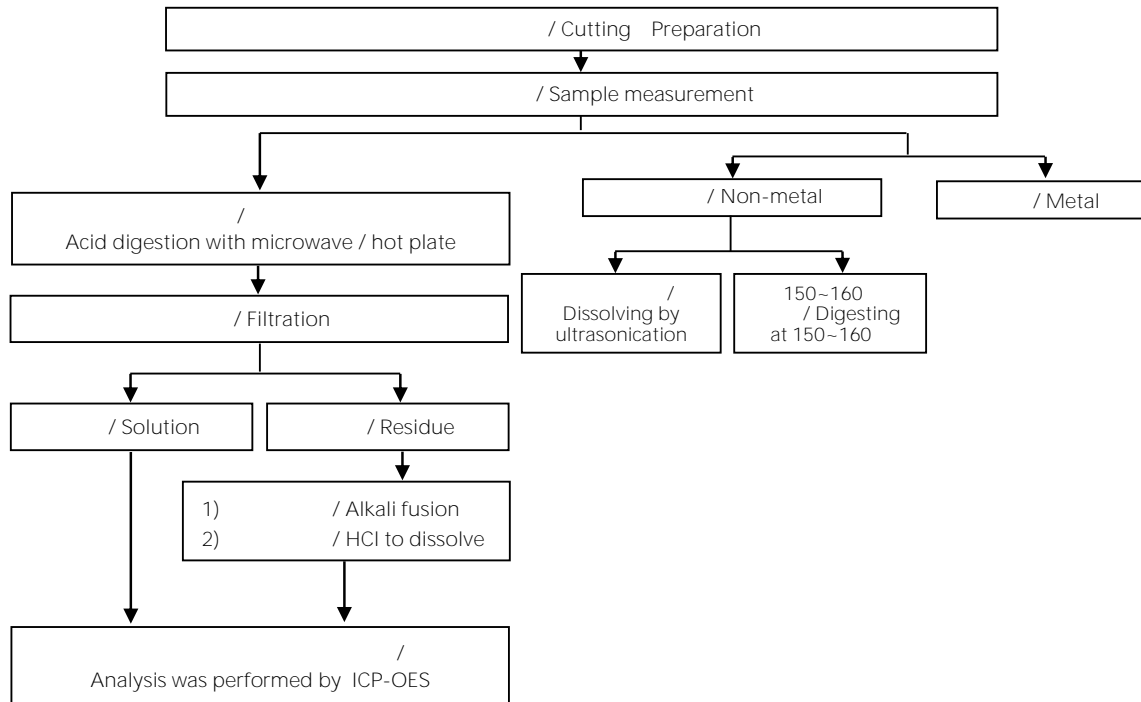 / Cutting Preparation
/ Sample measurement
/ Non-metal
/ Metal
/
Acid digestion with microwave / hot plate
/
Dissolving by
ultrasonication
150~160
/ Digesting
at 150~160
/ Filtration
/ Solution
/ Residue
1) / Alkali fusion
2) / HCl to dissolve
/
Analysis was performed by ICP-OES